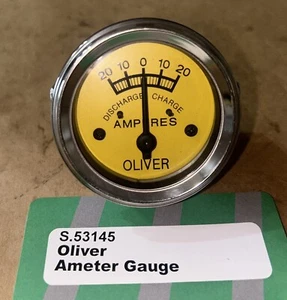 20 10 0 10 20
DISCHARGE CHARGE
AMPERES
OLIVER
S.53145
Oliver
Ameter Gauge